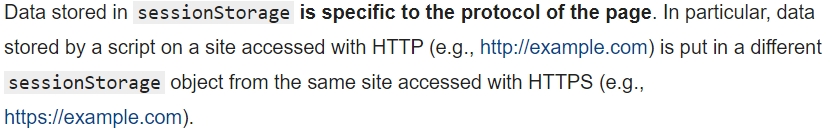 Data stored in sessionStorage is specific to the protocol of the page. In particular, data
stored by a script on a site accessed with HTTP (e.g., http://example.com) is put in a different
sessionStorage object from the same site accessed with HTTPS (e.g.,
https://example.com).